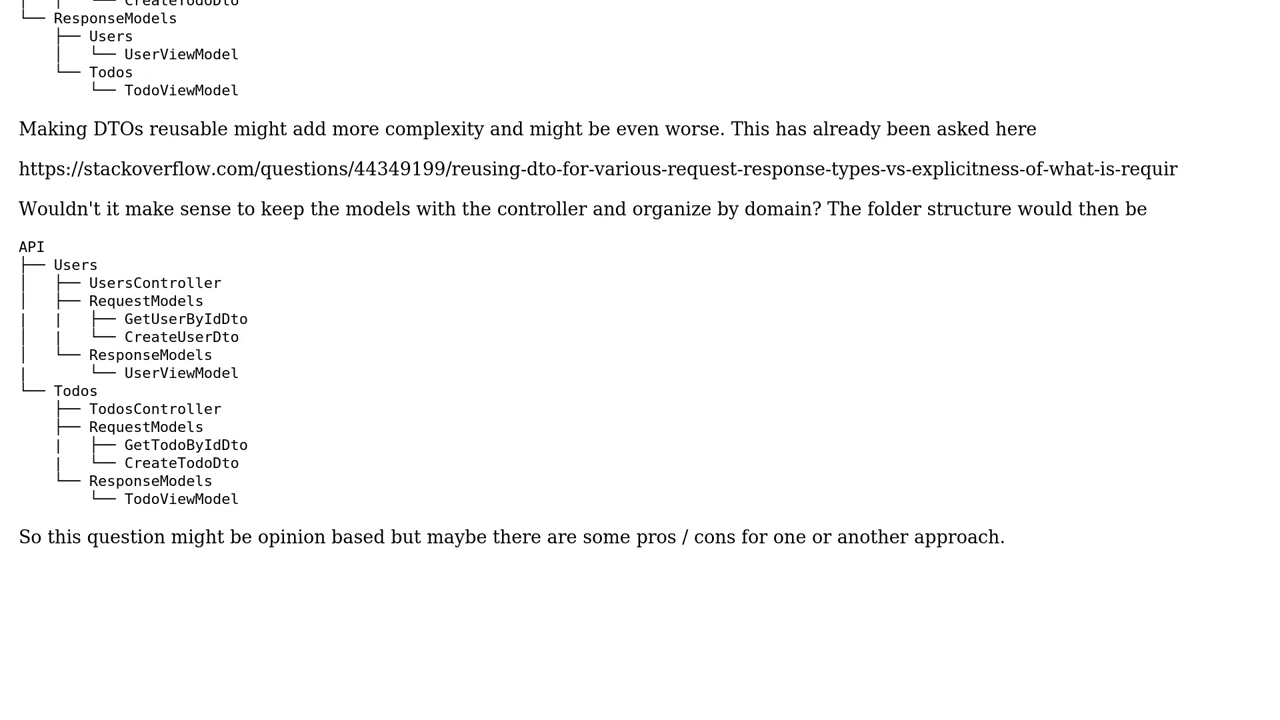 │   │   └── CreateTodoDto
└── ResponseModels
    ├── Users
    │   └── UserViewModel
    └── Todos
        └── TodoViewModel
Making DTOs reusable might add more complexity and might be even worse. This has already been asked here
https://stackoverflow.com/questions/44349199/reusing-dto-for-various-request-response-types-vs-explicitness-of-what-is-requir
Wouldn't it make sense to keep the models with the controller and organize by domain? The folder structure would then be
API
├── Users
│   ├── UsersController
│   ├── RequestModels
|   |   ├── GetUserByIdDto
│   │   └── CreateUserDto
│   └── ResponseModels
|       └── UserViewModel
└── Todos
    ├── TodosController
    ├── RequestModels
    |   ├── GetTodoByIdDto
    |   └── CreateTodoDto
    └── ResponseModels
        └── TodoViewModel
So this question might be opinion based but maybe there are some pros / cons for one or another approach.